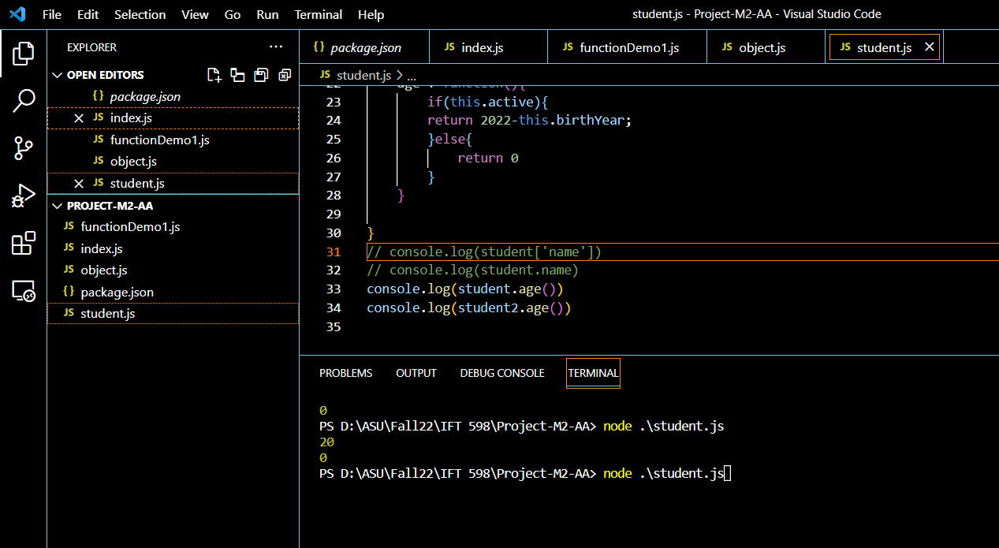 File Edit Selection View Go Run Terminal Help
student.js - Project-M2-AA - Visual Studio Code
EXPLORER
OPEN EDITORS
{} package.json
JS index.js
JS functionDemo1.js
JS object.js
JS student.js
PROJECT-M2-AA
JS functionDemo1.js
JS index.js
JS object.js
{} package.json
JS student.js
{} package.json JS index.js JS functionDemo1.js JS object.js JS student.js
JS student.js > ...
22 age : function(){
23 if(this.active){
24 return 2022-this.birthYear;
25 }else{
26 return 0
27 }
28 }
29
30 }
31 // console.log(student['name'])
32 // console.log(student.name)
33 console.log(student.age())
34 console.log(student2.age())
35
PROBLEMS OUTPUT DEBUG CONSOLE TERMINAL
0
PS D:\ASU\Fall22\IFT 598\Project-M2-AA> node .\student.js
20
0
PS D:\ASU\Fall22\IFT 598\Project-M2-AA> node .\student.js